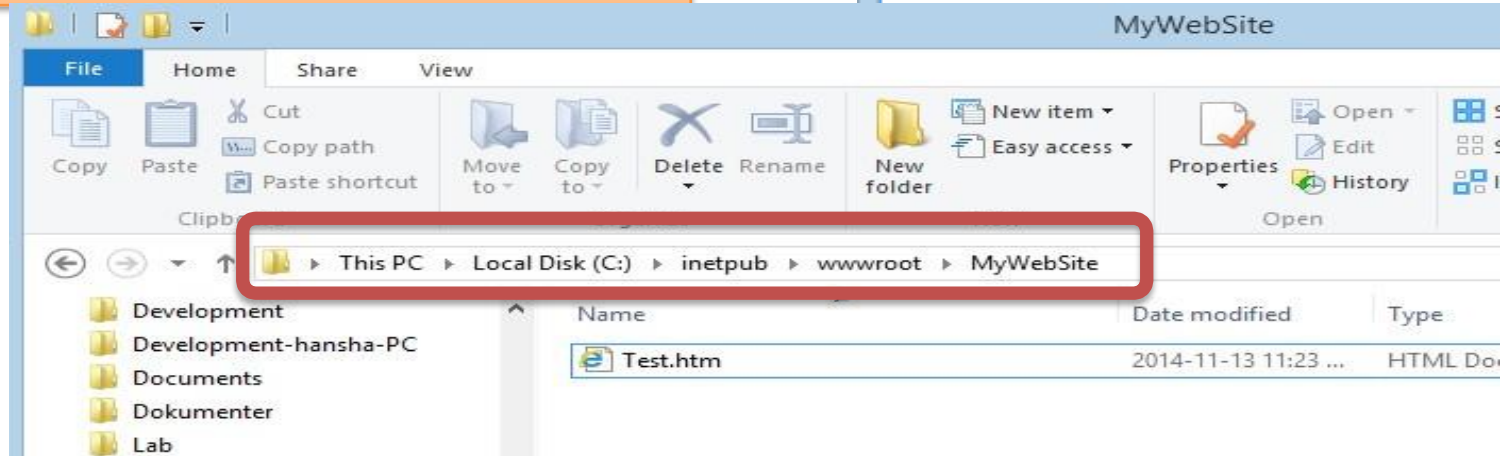 MyWebSite
File Home Share View
Copy
Paste
Cut
Copy path
Paste shortcut
Move to
Copy to
Delete
Rename
New folder
New item
Easy access
Properties
Open
Edit
History
Open
This PC Local Disk (C:) inetpub wwwroot MyWebSite
Development
Development-hansha-PC
Documents
Dokumenter
Lab
Name Date modified Type
Test.htm 2014-11-13 11:23 ... HTML